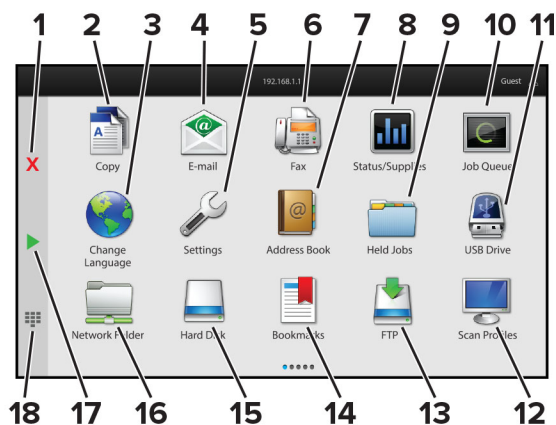 1 2 3 4 5 6 7 8 9 10 11
192.168.1.1
Guest
X
Copy
E-mail
Fax
Status/Supplies
Job Queue
Change
Language
Settings
Address Book
Held Jobs
USB Drive
Network Folder
Hard Disk
Bookmarks
FTP
Scan Profiles
18 17 16 15 14 13 12